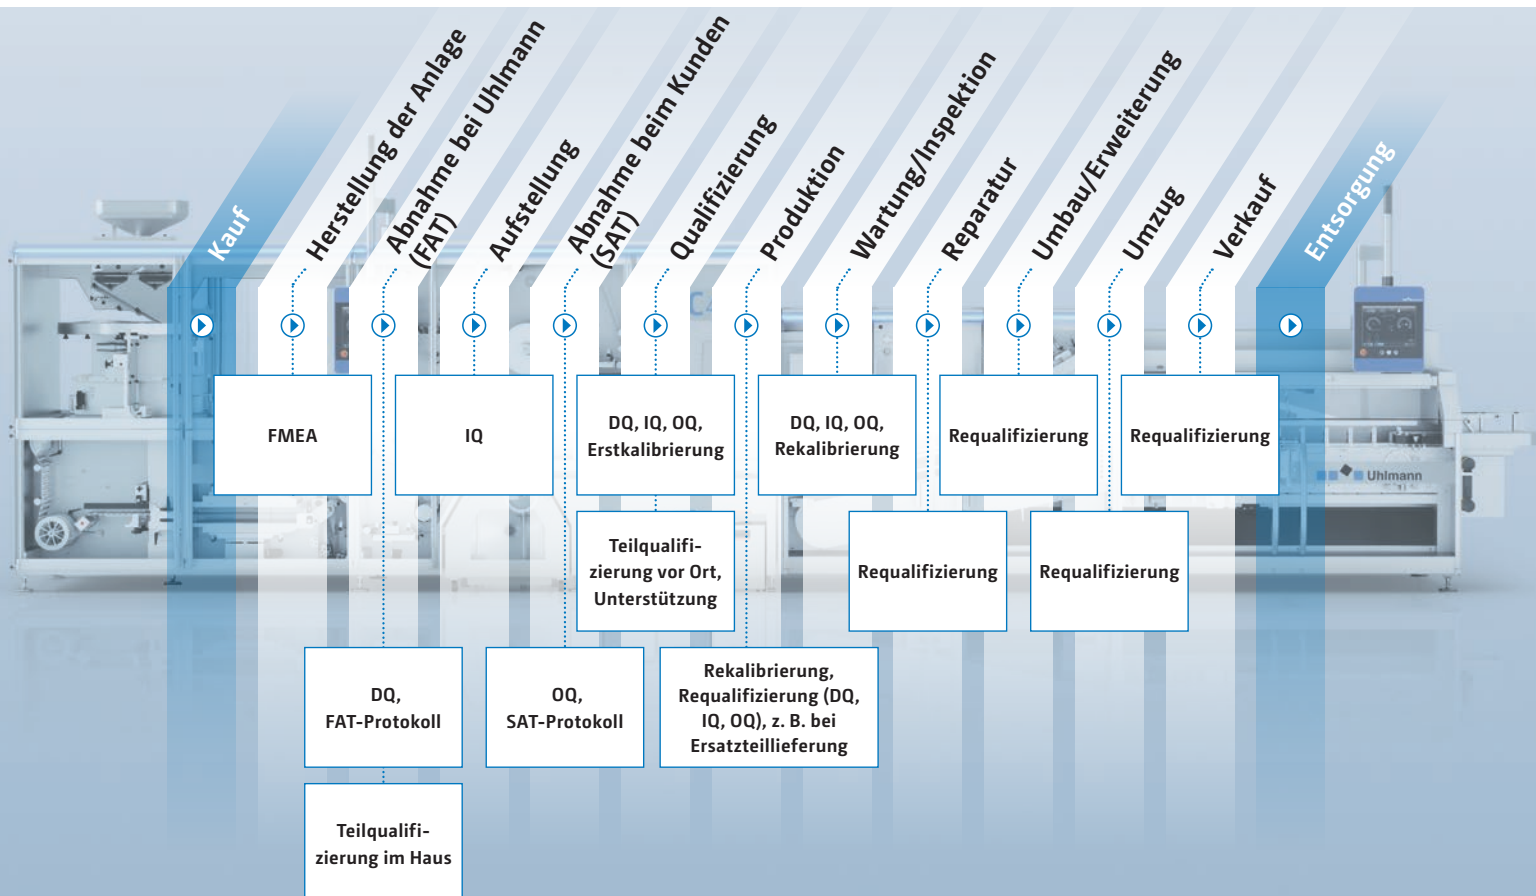 Kauf
Herstellung der Anlage
Abnahme bei Uhlmann
(FAT)
Aufstellung
Abnahme beim Kunden
(SAT)
Qualifizierung
Produktion
Wartung/Inspektion
Reparatur
Umbau/Erweiterung
Umzug
Verkauf
Entsorgung
FMEA
IQ
DQ, IQ, OQ,
Erstkalibrierung
DQ, IQ, OQ,
Rekalibrierung
Requalifizierung
Requalifizierung
Uhlmann
Teilqualifi-
zierung vor Ort,
Unterstützung
Requalifizierung
Requalifizierung
DQ,
FAT-Protokoll
OQ,
SAT-Protokoll
Rekalibrierung,
Requalifizierung (DQ,
IQ, OQ), z. B. bei
Ersatzteillieferung
Teilqualifi-
zierung im Haus